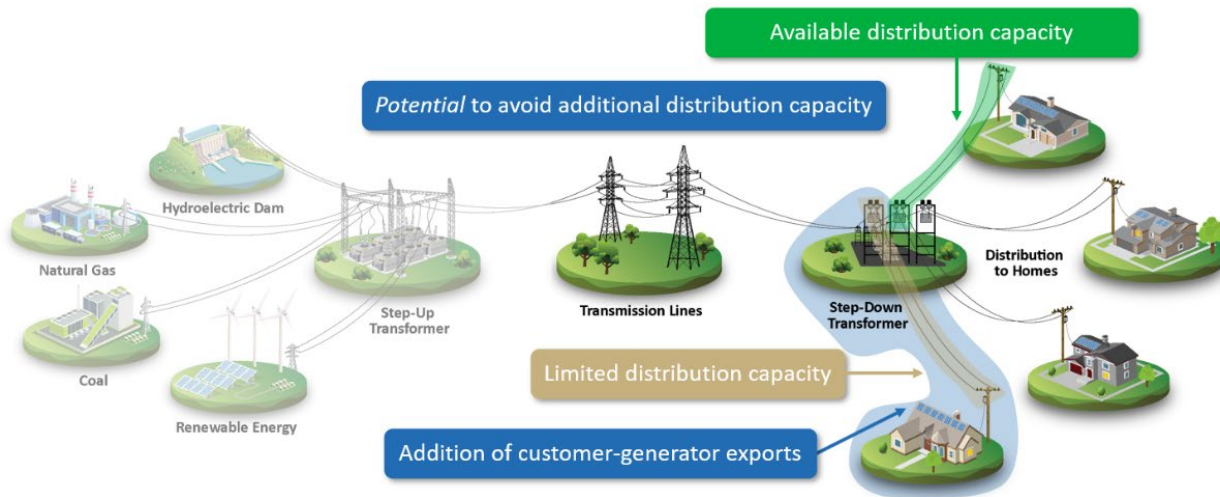 Available distribution capacity
Potential to avoid additional distribution capacity
Hydroelectric Dam
Natural Gas
Coal
Renewable Energy
Step-Up
Transformer
Transmission Lines
Step-Down
Transformer
Distribution
to Homes
Limited distribution capacity
Addition of customer-generator exports